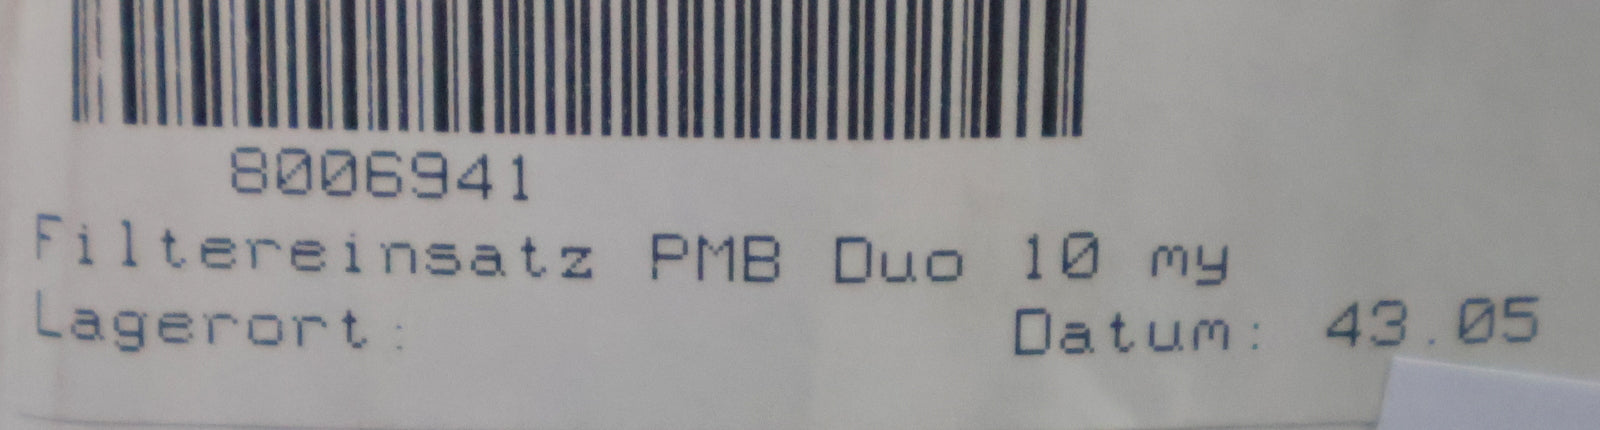 8006941
Filtereinsatz PMB Duo 10 my
Lagerort: Datum: 43.05